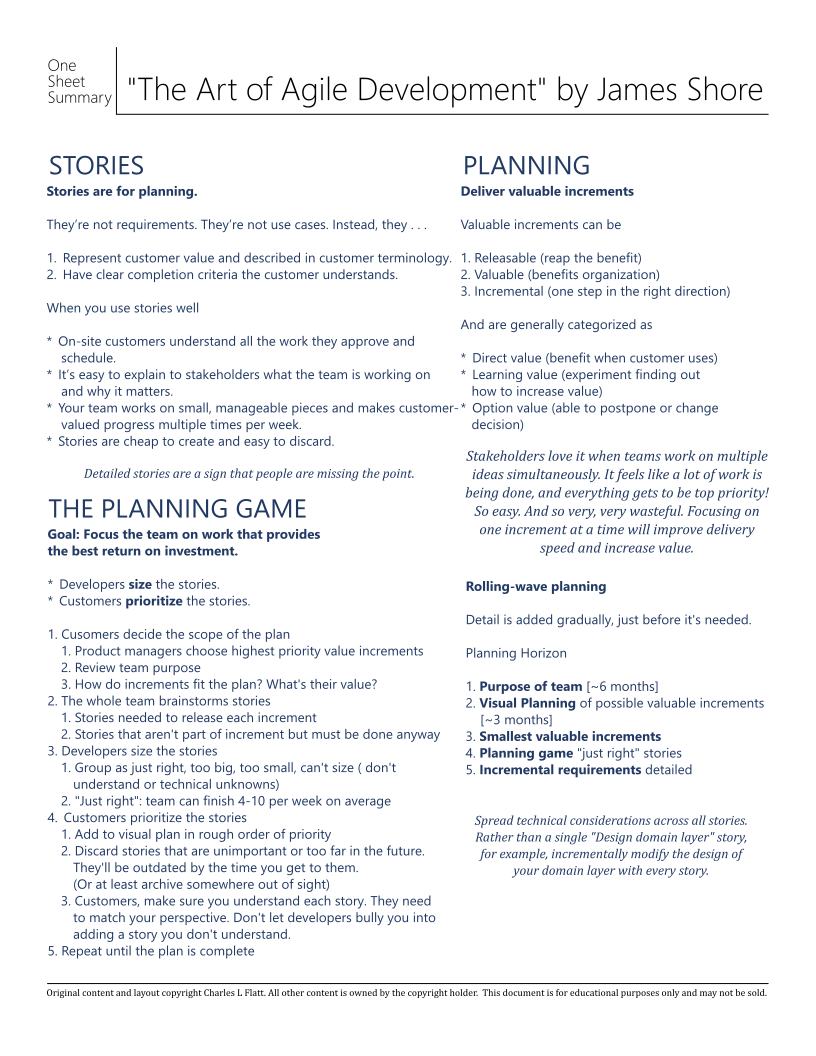 One
Sheet
Summary
"The Art of Agile Development" by James Shore
STORIES
Stories are for planning.
They’re not requirements. They’re not use cases. Instead, they . . .
1. Represent customer value and described in customer terminology.
2. Have clear completion criteria the customer understands.
When you use stories well
* On-site customers understand all the work they approve and
schedule.
* It’s easy to explain to stakeholders what the team is working on
and why it matters.
* Your team works on small, manageable pieces and makes customer-
valued progress multiple times per week.
* Stories are cheap to create and easy to discard.
Detailed stories are a sign that people are missing the point.
THE PLANNING GAME
Goal: Focus the team on work that provides
the best return on investment.
* Developers size the stories.
* Customers prioritize the stories.
1. Cusomers decide the scope of the plan
1. Product managers choose highest priority value increments
2. Review team purpose
3. How do increments fit the plan? What's their value?
2. The whole team brainstorms stories
1. Stories needed to release each increment
2. Stories that aren't part of increment but must be done anyway
3. Developers size the stories
1. Group as just right, too big, too small, can't size ( don't
understand or technical unknowns)
2. "Just right": team can finish 4-10 per week on average
4. Customers prioritize the stories
1. Add to visual plan in rough order of priority
2. Discard stories that are unimportant or too far in the future.
They'll be outdated by the time you get to them.
(Or at least archive somewhere out of sight)
3. Customers, make sure you understand each story. They need
to match your perspective. Don't let developers bully you into
adding a story you don't understand.
5. Repeat until the plan is complete
PLANNING
Deliver valuable increments
Valuable increments can be
1. Releasable (reap the benefit)
2. Valuable (benefits organization)
3. Incremental (one step in the right direction)
And are generally categorized as
* Direct value (benefit when customer uses)
* Learning value (experiment finding out
how to increase value)
* Option value (able to postpone or change
decision)
Stakeholders love it when teams work on multiple
ideas simultaneously. It feels like a lot of work is
being done, and everything gets to be top priority!
So easy. And so very, very wasteful. Focusing on
one increment at a time will improve delivery
speed and increase value.
Rolling-wave planning
Detail is added gradually, just before it's needed.
Planning Horizon
1. Purpose of team [~6 months]
2. Visual Planning of possible valuable increments
[~3 months]
3. Smallest valuable increments
4. Planning game "just right" stories
5. Incremental requirements detailed
Spread technical considerations across all stories.
Rather than a single "Design domain layer" story,
for example, incrementally modify the design of
your domain layer with every story.
Original content and layout copyright Charles L Flatt. All other content is owned by the copyright holder. This document is for educational purposes only and may not be sold.